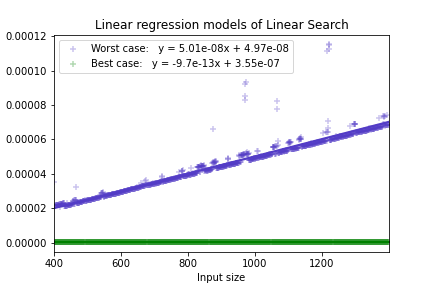 Linear regression models of Linear Search
0.00012
0.00010
0.00008
0.00006
0.00004
0.00002
0.00000
Worst case:   y = 5.01e-08x + 4.97e-08
Best case:   y = -9.7e-13x + 3.55e-07
400 600 800 1000 1200
Input size